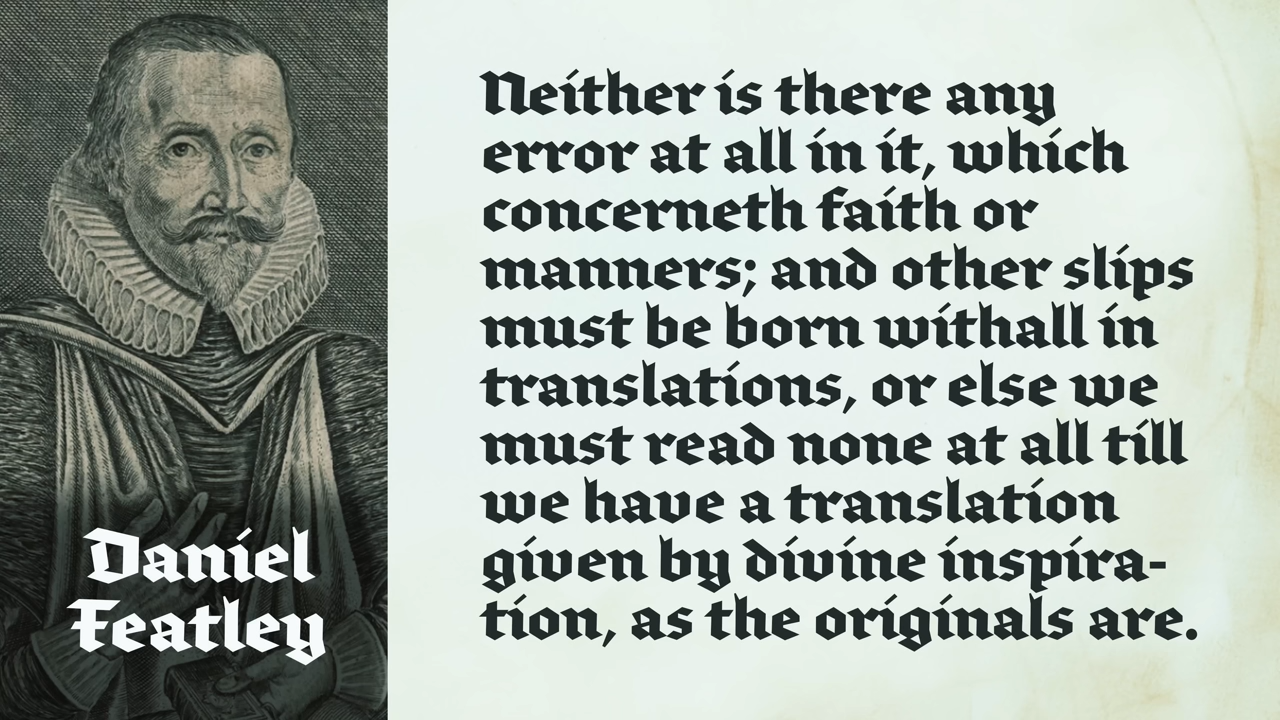 Daniel
Featley
Neither is there any
error at all in it, which
concerneth faith or
manners; and other slips
must be born withall in
translations, or else we
must read none at all till
we have a translation
given by divine inspira-
tion, as the originals are.